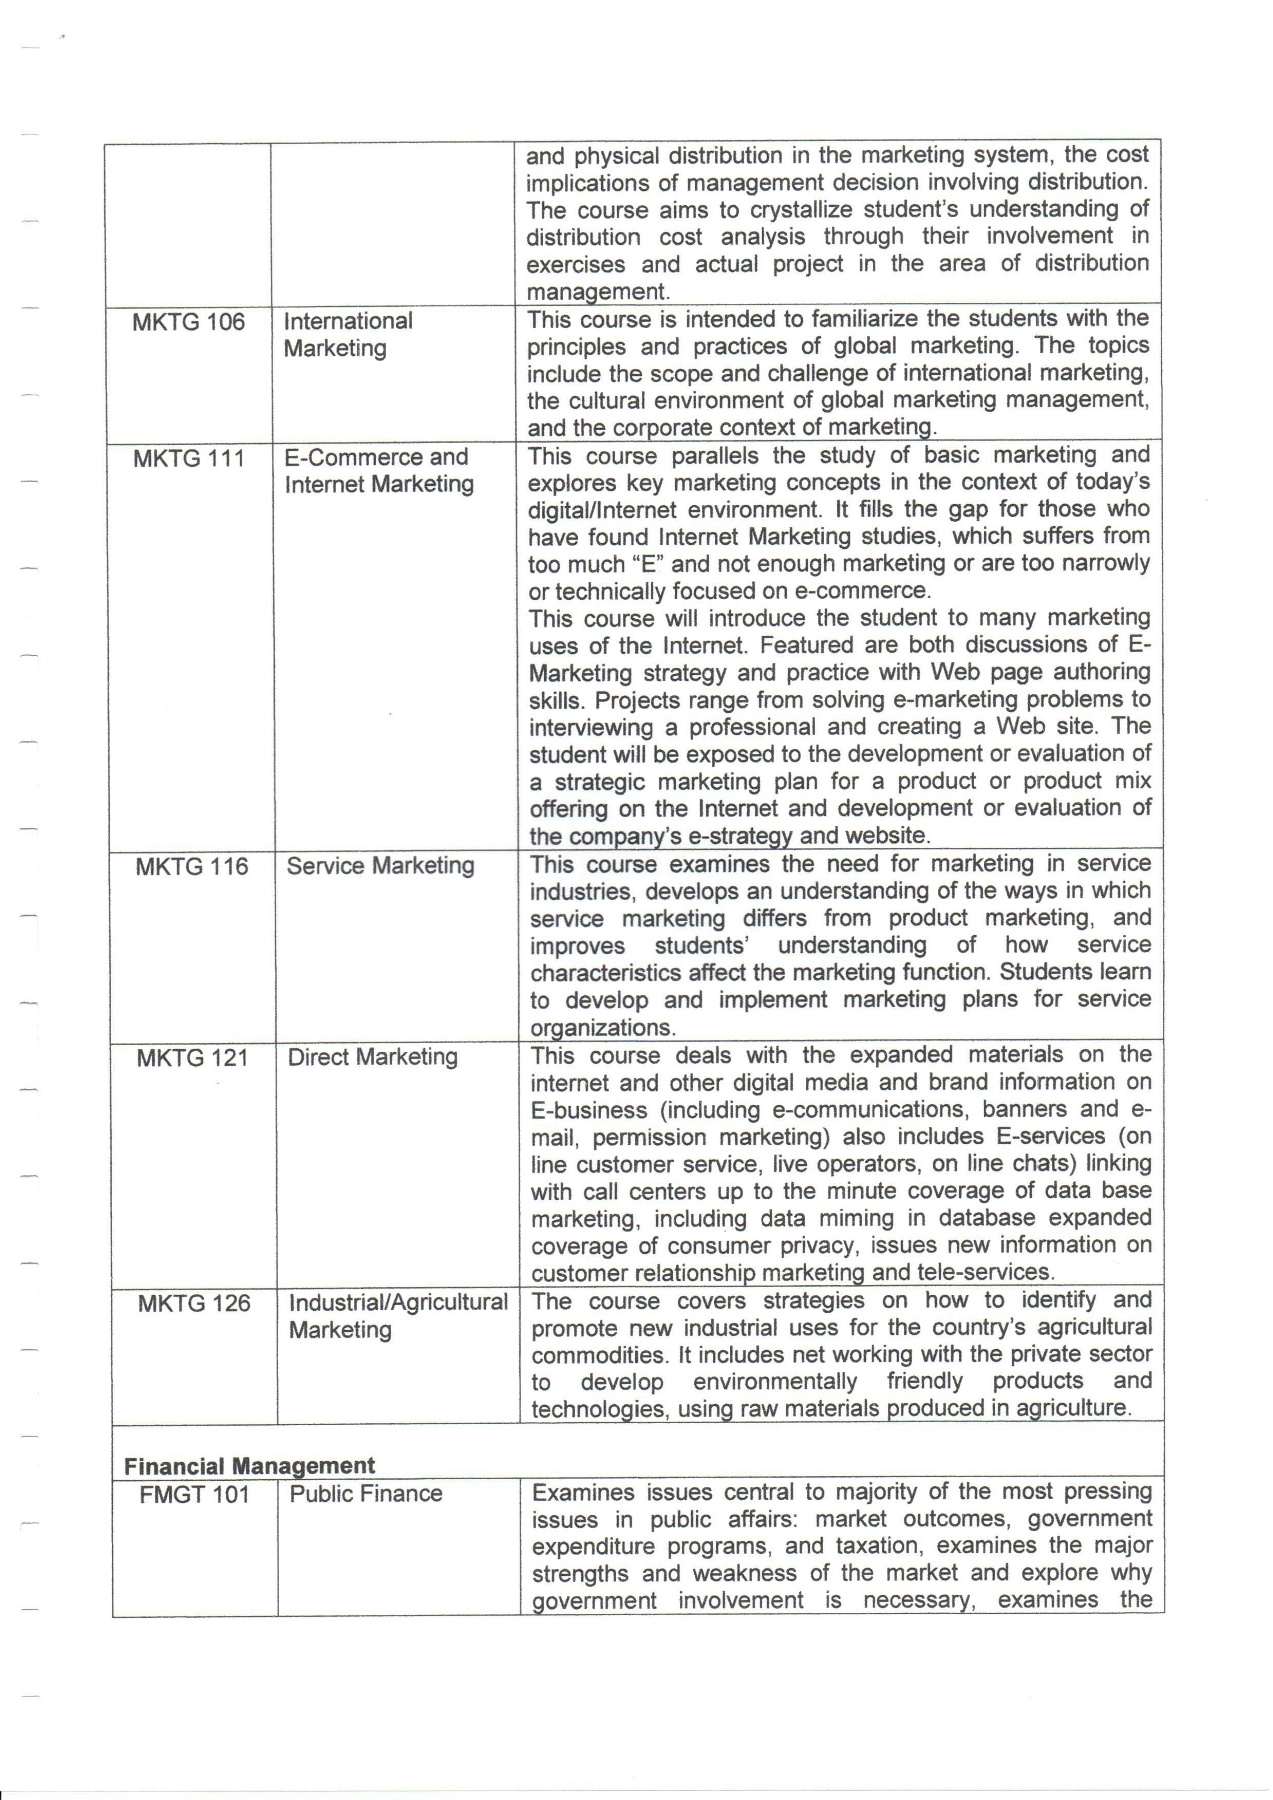 and physical distribution in the marketing system, the cost
implications of management decision involving distribution.
The course aims to crystallize student's understanding of
distribution cost analysis through their involvement in
exercises and actual project in the area of distribution
management.
MKTG 106
International
Marketing
This course is intended to familiarize the students with the
principles and practices of global marketing. The topics
include the scope and challenge of international marketing,
the cultural environment of global marketing management,
and the corporate context of marketing.
MKTG 111
E-Commerce and
Internet Marketing
This course parallels the study of basic marketing and
explores key marketing concepts in the context of today's
digital/Internet environment. It fills the gap for those who
have found Internet Marketing studies, which suffers from
too much “E” and not enough marketing or are too narrowly
or technically focused on e-commerce.
This course will introduce the student to many marketing
uses of the Internet. Featured are both discussions of E-
Marketing strategy and practice with Web page authoring
skills. Projects range from solving e-marketing problems to
interviewing a professional and creating a Web site. The
student will be exposed to the development or evaluation of
a strategic marketing plan for a product or product mix
offering on the Internet and development or evaluation of
the company's e-strategy and website.
MKTG 116
Service Marketing
This course examines the need for marketing in service
industries, develops an understanding of the ways in which
service marketing differs from product marketing, and
improves students' understanding of how service
characteristics affect the marketing function. Students learn
to develop and implement marketing plans for service
organizations.
MKTG 121
Direct Marketing
This course deals with the expanded materials on the
internet and other digital media and brand information on
E-business (including e-communications, banners and e-
mail, permission marketing) also includes E-services (on
line customer service, live operators, on line chats) linking
with call centers up to the minute coverage of data base
marketing, including data miming in database expanded
coverage of consumer privacy, issues new information on
customer relationship marketing and tele-services.
MKTG 126
Industrial/Agricultural
Marketing
The course covers strategies on how to identify and
promote new industrial uses for the country's agricultural
commodities. It includes net working with the private sector
to develop environmentally friendly products and
technologies, using raw materials produced in agriculture.
Financial Management
FMGT 101
Public Finance
Examines issues central to majority of the most pressing
issues in public affairs: market outcomes, government
expenditure programs, and taxation, examines the major
strengths and weakness of the market and explore why
government involvement is necessary, examines the